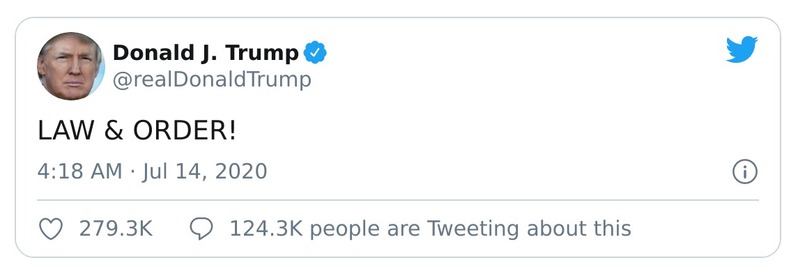 Donald J. Trump
@realDonaldTrump
LAW & ORDER!
4:18 AM · Jul 14, 2020
279.3K 124.3K people are Tweeting about this